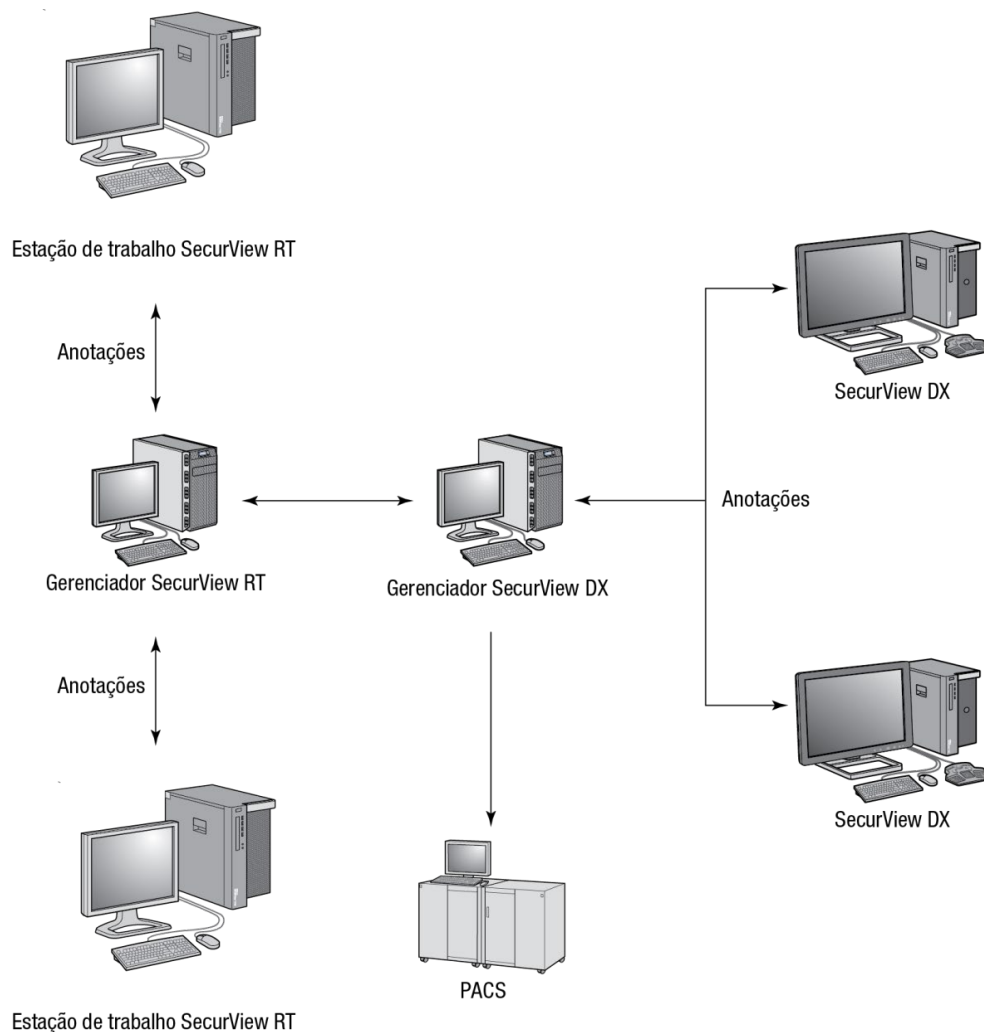 Estação de trabalho SecurView RT
Anotações
SecurView DX
Anotações
Gerenciador SecurView RT
Gerenciador SecurView DX
Anotações
SecurView DX
PACS
Estação de trabalho SecurView RT